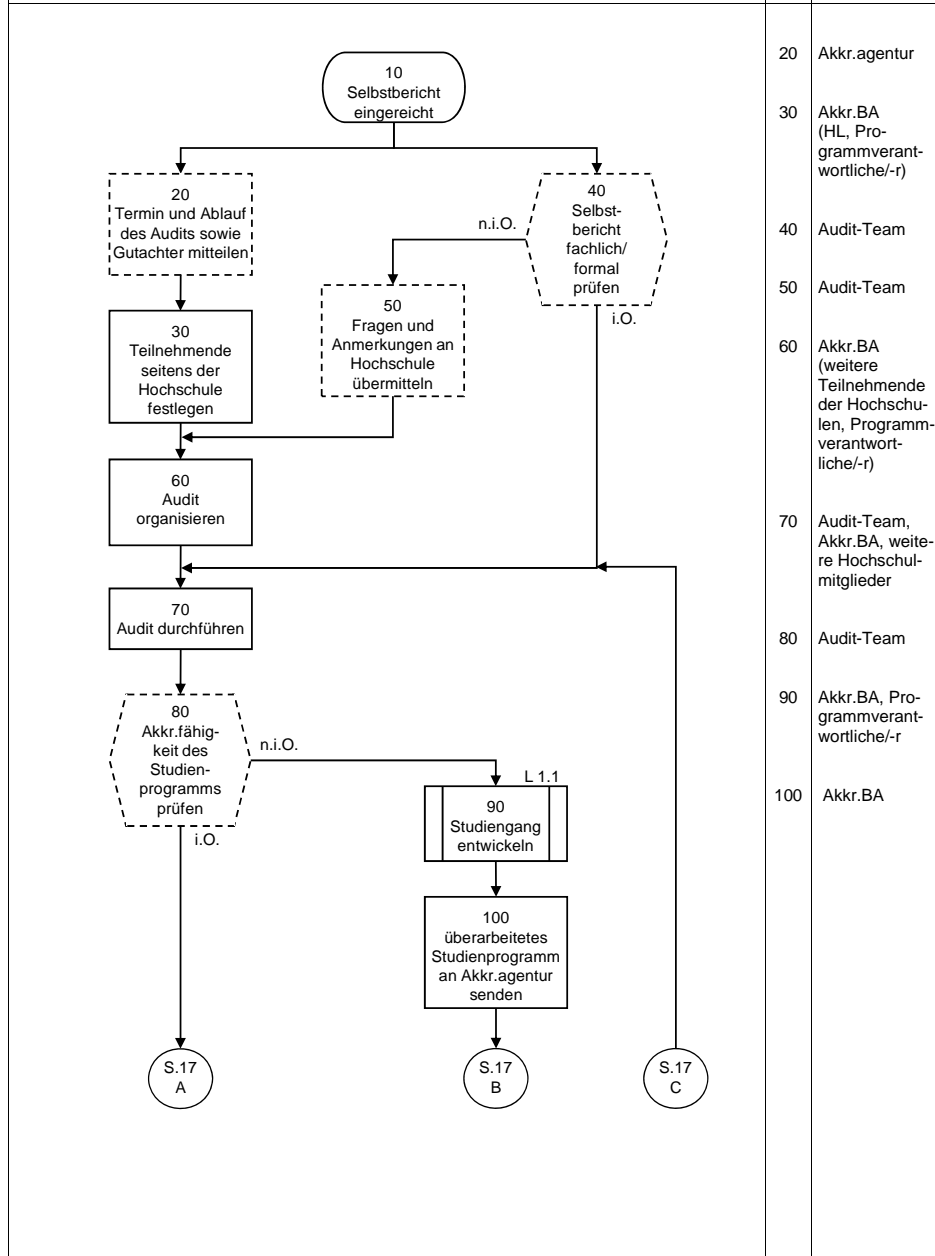 10
Selbstbericht
eingereicht
20
Termin und Ablauf
des Audits sowie
Gutachter mitteilen
40
Selbst-
bericht
fachlich/
formal
prüfen
n.i.O.
i.O.
50
Fragen und
Anmerkungen an
Hochschule
übermitteln
30
Teilnehmende
seitens der
Hochschule
festlegen
60
Audit
organisieren
70
Audit durchführen
80
Akkr.fähig-
keit des
Studien-
programms
prüfen
n.i.O.
i.O.
L 1.1
90
Studiengang
entwickeln
100
überarbeitetes
Studienprogramm
an Akkr.agentur
senden
S.17
A
S.17
B
S.17
C
20 Akkr.agentur
30 Akkr.BA
(HL, Pro-
grammverant-
wortliche/-r)
40 Audit-Team
50 Audit-Team
60 Akkr.BA
(weitere
Teilnehmende
der Hochschu-
len, Programm-
verantwort-
liche/-r)
70 Audit-Team,
Akkr.BA, weite-
re Hochschul-
mitglieder
80 Audit-Team
90 Akkr.BA, Pro-
grammverant-
wortliche/-r
100 Akkr.BA